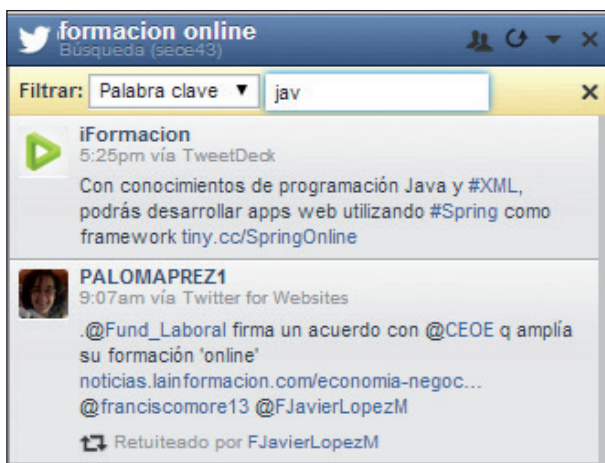 formacion online
Búsqueda (sece43)
Filtrar: Palabra clave jav
iFormacion
5:25pm vía TweetDeck
Con conocimientos de programación Java y #XML,
podrás desarrollar apps web utilizando #Spring como
framework tiny.cc/SpringOnline
PALOMAPREZ1
9:07am vía Twitter for Websites
.@Fund_Laboral firma un acuerdo con @CEOE q amplía
su formación 'online'
noticias.lainformacion.com/economia-negoc...
@franciscomore13 @FJavierLopezM
Retuiteado por FJavierLopezM